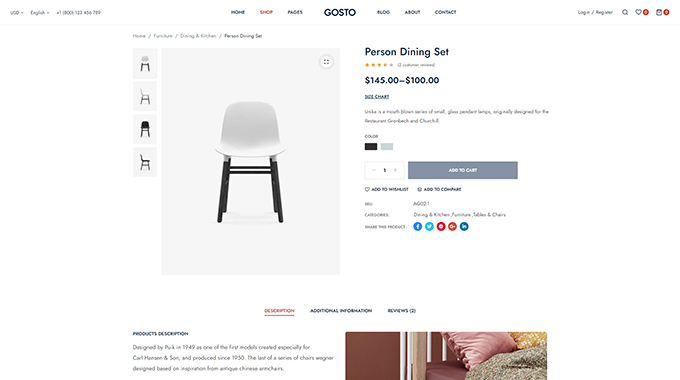 USD English +1 (800) 123 456 789 HOME SHOP PAGES GOSTO BLOG ABOUT CONTACT Login / Register 0 0
Home / Furniture / Dining & Kitchen / Person Dining Set
Person Dining Set
(2 customer reviews)
$145.00–$100.00
SIZE CHART
Unika is a mouth blown series of small, glass pendant lamps, originally designed for the
Restaurant Gronbech and Churchill.
COLOR
− 1 + ADD TO CART
ADD TO WISHLIST ADD TO COMPARE
SKU: AG02-1
CATEGORIES: Dining & Kitchen ,Furniture ,Tables & Chairs
SHARE THIS PRODUCT: f G+ in
DESCRIPTION ADDITIONAL INFORMATION REVIEWS (2)
PRODUCTS DESCRIPTION
Designed by Puik in 1949 as one of the first models created especially for
Carl Hansen & Son, and produced since 1950. The last of a series of chairs wegner
designed based on inspiration from antique chinese armchairs.